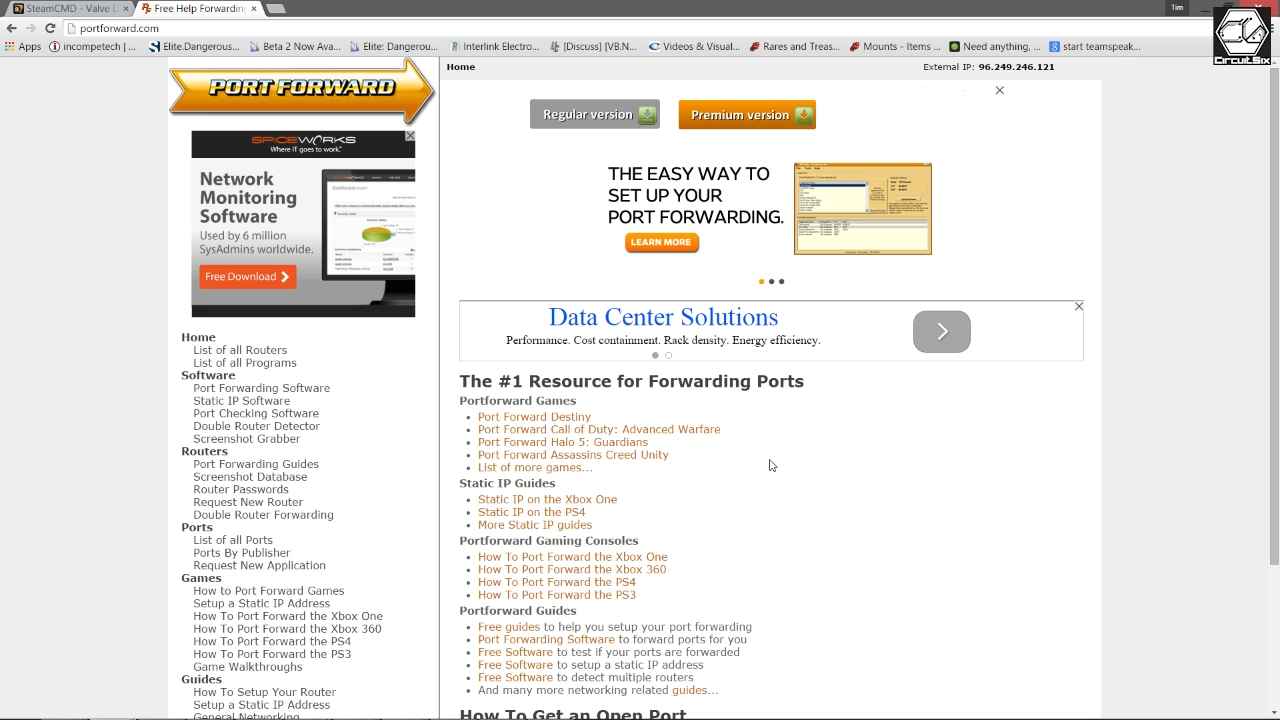 SteamCMD - Valve D
Free Help Forwardin
Tim
portforward.com
Apps
incompetech | ...
Elite.Dangerous...
Beta 2 Now Ava...
Elite: Dangerou...
Interlink Electro...
[Discuss] [VB.N...
Videos & Visual...
Rares and Treas...
Mounts - Items ...
Need anything, ...
start teamspeak...
CIRCUITSIX
PORT FORWARD
Home
External IP: 96.249.246.121
Regular version
Premium version
SPICEWORKS
Where IT goes to work.™
Network
Monitoring
Software
Used by 6 million
SysAdmins worldwide.
Free Download
Dashboard
THE EASY WAY TO
SET UP YOUR
PORT FORWARDING.
LEARN MORE
Data Center Solutions
Performance. Cost containment. Rack density. Energy efficiency.
Home
List of all Routers
List of all Programs
Software
Port Forwarding Software
Static IP Software
Port Checking Software
Double Router Detector
Screenshot Grabber
Routers
Port Forwarding Guides
Screenshot Database
Router Passwords
Request New Router
Double Router Forwarding
Ports
List of all Ports
Ports By Publisher
Request New Application
Games
How to Port Forward Games
Setup a Static IP Address
How To Port Forward the Xbox One
How To Port Forward the Xbox 360
How To Port Forward the PS4
How To Port Forward the PS3
Game Walkthroughs
Guides
How To Setup Your Router
Setup a Static IP Address
General Networking
The #1 Resource for Forwarding Ports
Portforward Games
Port Forward Destiny
Port Forward Call of Duty: Advanced Warfare
Port Forward Halo 5: Guardians
Port Forward Assassins Creed Unity
List of more games...
Static IP Guides
Static IP on the Xbox One
Static IP on the PS4
More Static IP guides
Portforward Gaming Consoles
How To Port Forward the Xbox One
How To Port Forward the Xbox 360
How To Port Forward the PS4
How To Port Forward the PS3
Portforward Guides
Free guides to help you setup your port forwarding
Port Forwarding Software to forward ports for you
Free Software to test if your ports are forwarded
Free Software to setup a static IP address
Free Software to detect multiple routers
And many more networking related guides...
How To Get an Open Port